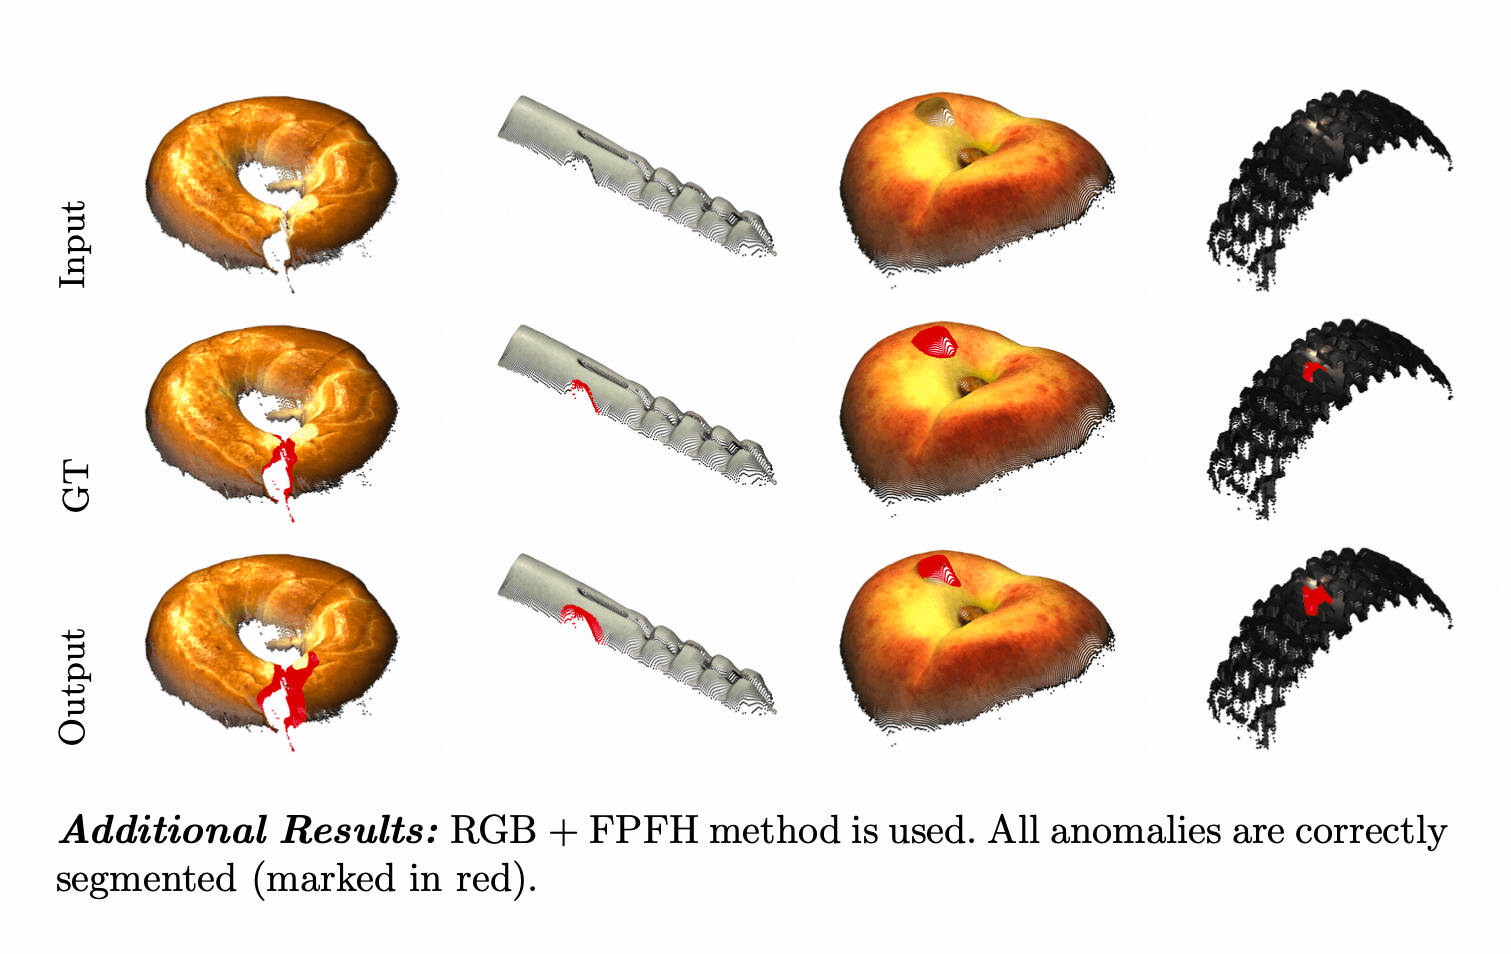 Input
GT
Output
Additional Results: RGB + FPFH method is used. All anomalies are correctly
segmented (marked in red).